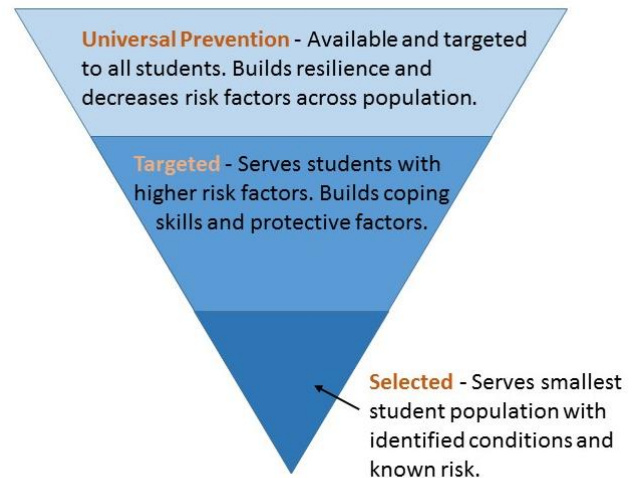 Universal Prevention - Available and targeted
to all students. Builds resilience and
decreases risk factors across population.
Targeted - Serves students with
higher risk factors. Builds coping
skills and protective factors.
Selected - Serves smallest
student population with
identified conditions and
known risk.